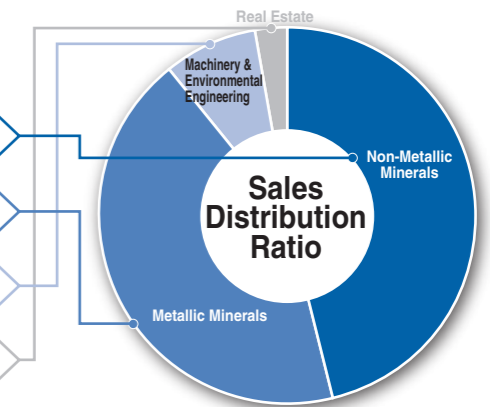 Real Estate
Machinery &
Environmental
Engineering
Non-Metallic
Minerals
Sales
Distribution
Ratio
Metallic Minerals